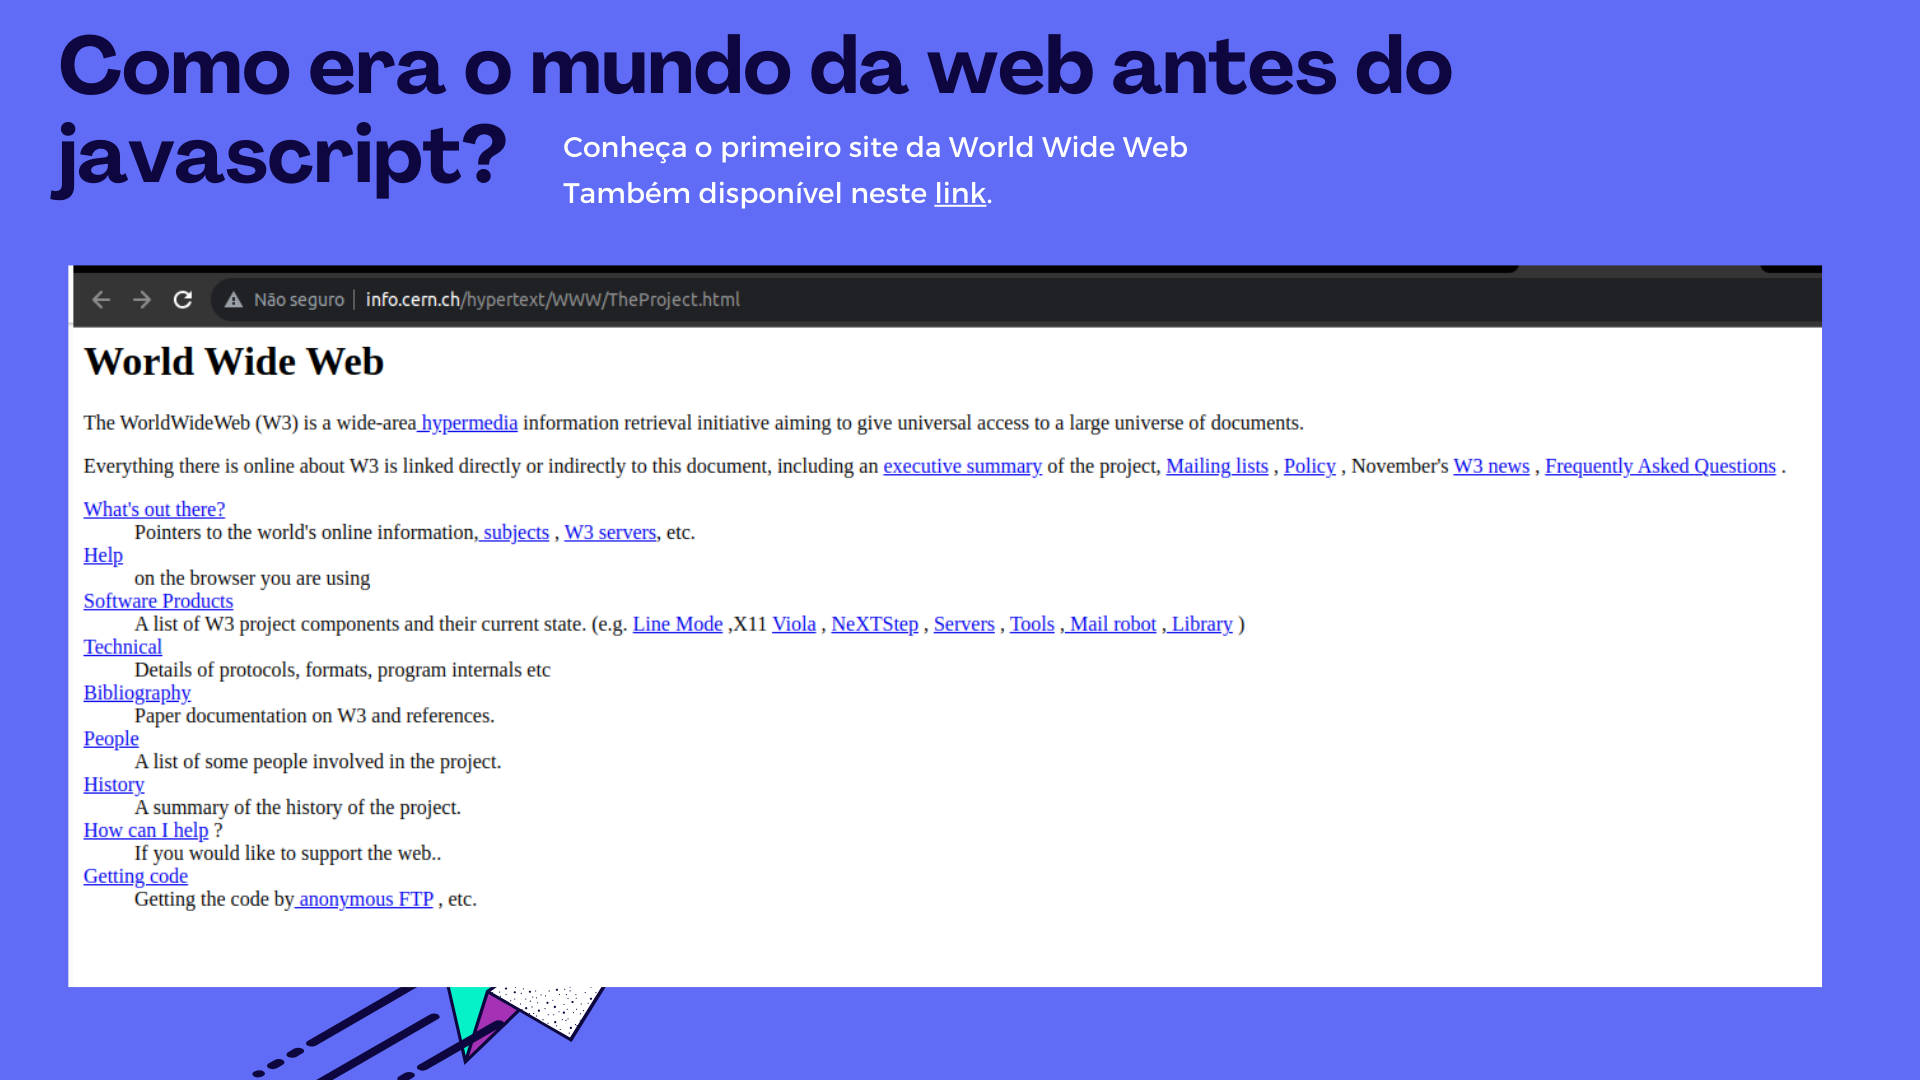 Como era o mundo da web antes do
javascript?
Conheça o primeiro site da World Wide Web
Também disponível neste link.
Não seguro | info.cern.ch/hypertext/WWW/TheProject.html
World Wide Web
The WorldWideWeb (W3) is a wide-area hypermedia information retrieval initiative aiming to give universal access to a large universe of documents.
Everything there is online about W3 is linked directly or indirectly to this document, including an executive summary of the project, Mailing lists , Policy , November's W3 news , Frequently Asked Questions .
What's out there?
Pointers to the world's online information, subjects , W3 servers, etc.
Help
on the browser you are using
Software Products
A list of W3 project components and their current state. (e.g. Line Mode ,X11 Viola , NeXTStep , Servers , Tools , Mail robot , Library )
Technical
Details of protocols, formats, program internals etc
Bibliography
Paper documentation on W3 and references.
People
A list of some people involved in the project.
History
A summary of the history of the project.
How can I help ?
If you would like to support the web..
Getting code
Getting the code by anonymous FTP , etc.